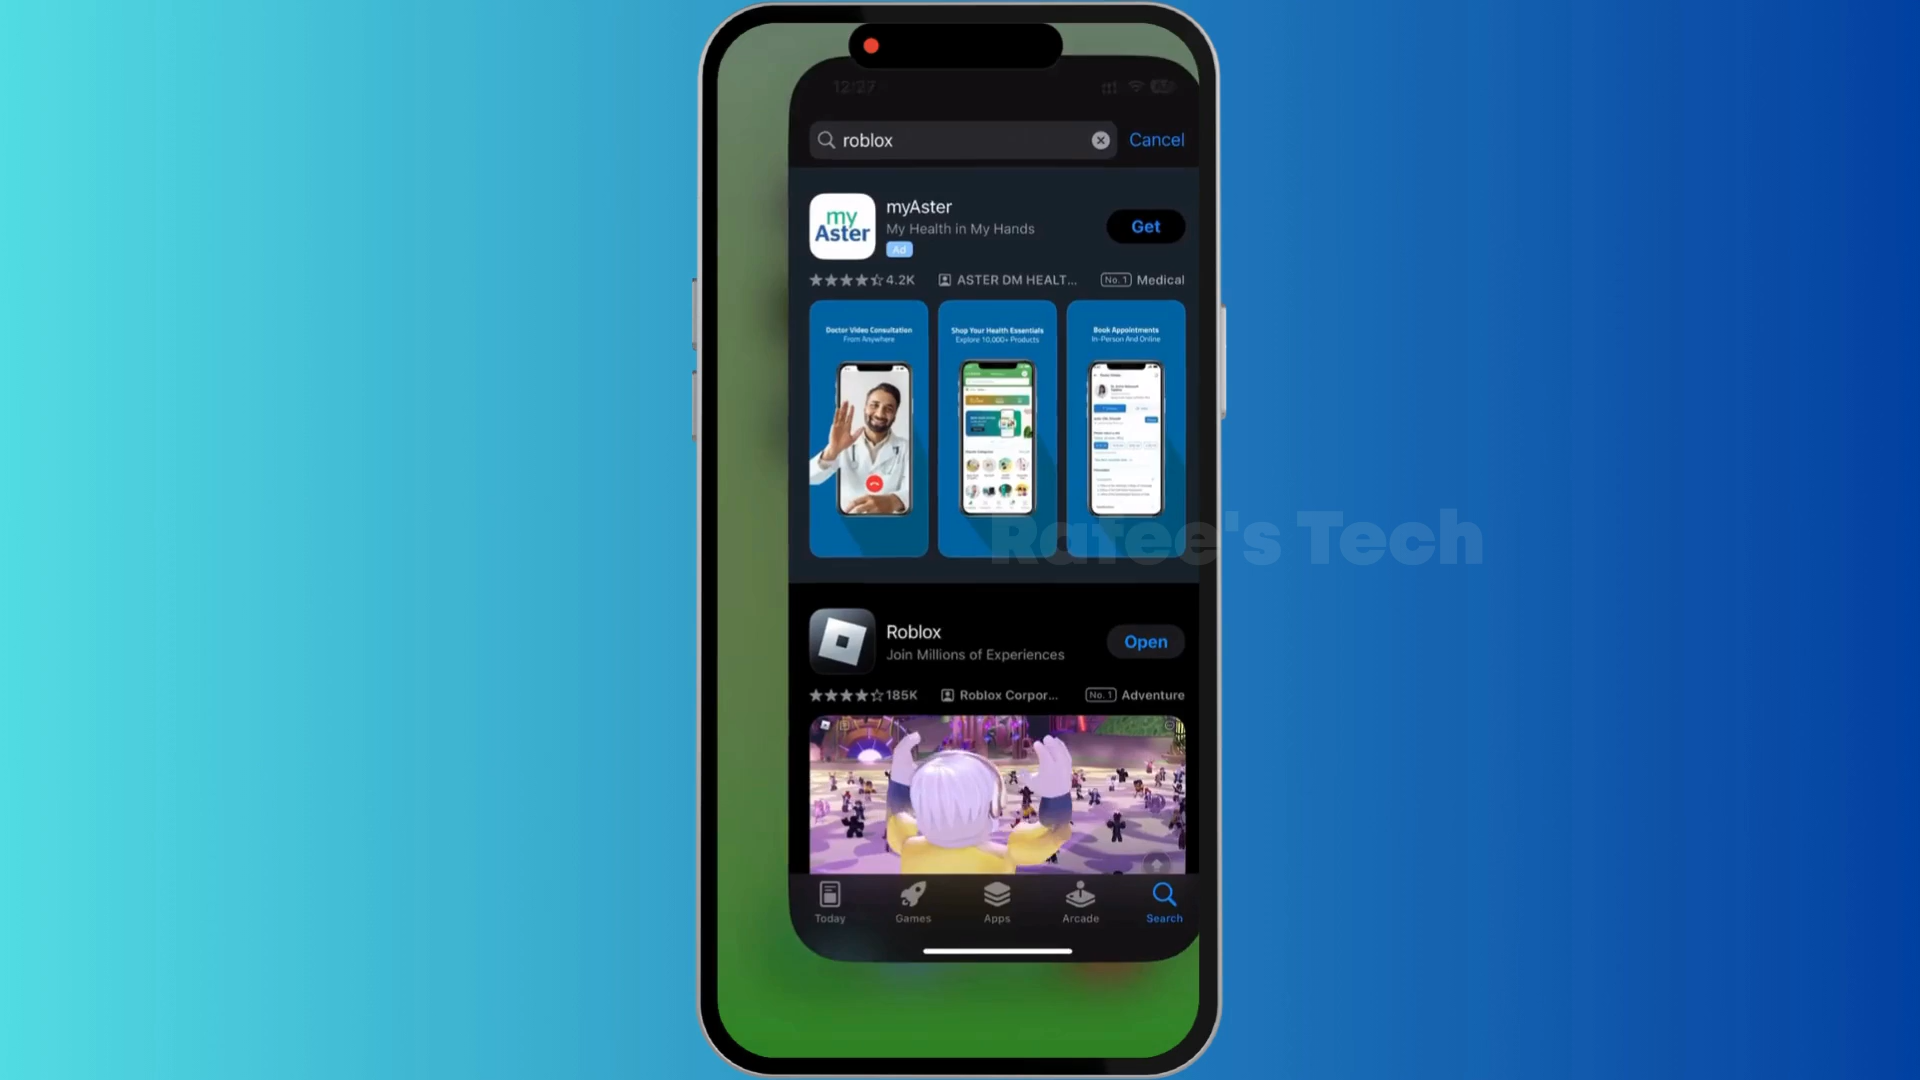 12:27
roblox
Cancel
my Aster
myAster
My Health in My Hands
Ad
Get
4.2K
ASTER DM HEALT...
No. 1 Medical
Doctor Video Consultation
From Anywhere
Shop Your Health Essentials
Explore 10,000+ Products
Book Appointments
In-Person And Online
Rafee's Tech
Roblox
Join Millions of Experiences
Open
185K
Roblox Corpor...
No. 1 Adventure
Today
Games
Apps
Arcade
Search